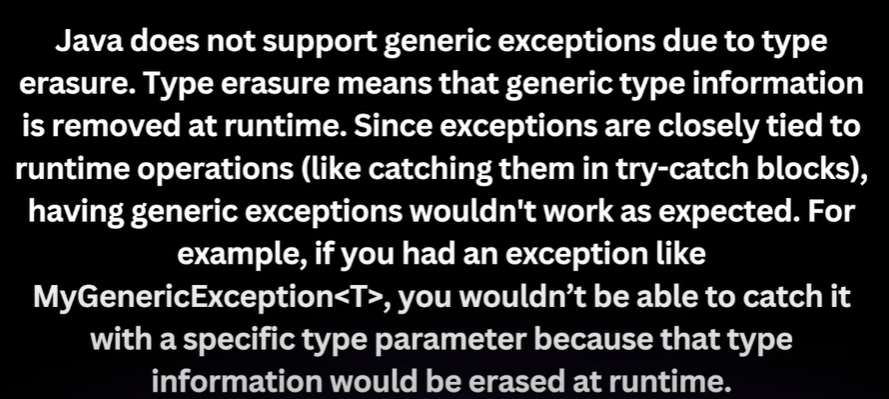 Java does not support generic exceptions due to type
erasure. Type erasure means that generic type information
is removed at runtime. Since exceptions are closely tied to
runtime operations (like catching them in try-catch blocks),
having generic exceptions wouldn't work as expected. For
example, if you had an exception like
MyGenericException<T>, you wouldn’t be able to catch it
with a specific type parameter because that type
information would be erased at runtime.